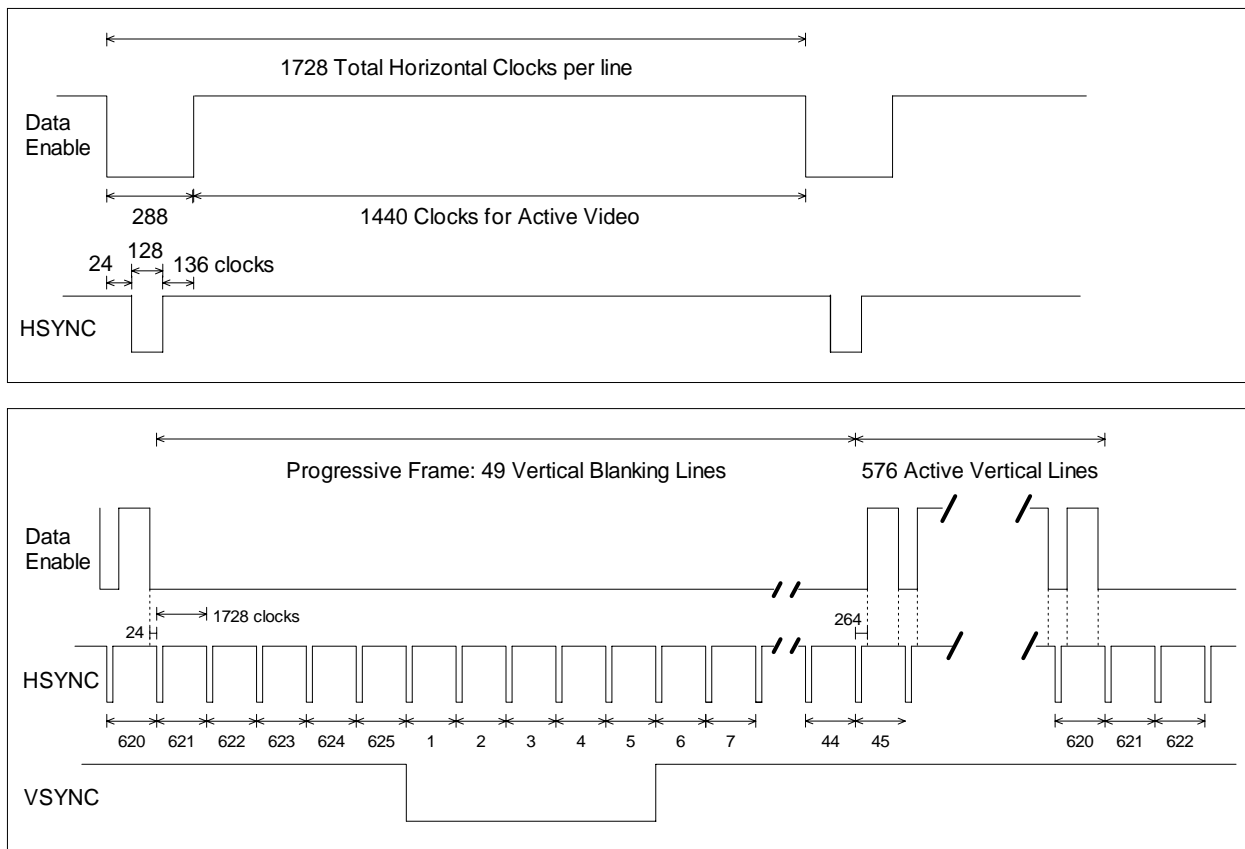 1728 Total Horizontal Clocks per line
Data
Enable
288
1440 Clocks for Active Video
128
24
136 clocks
HSYNC
Progressive Frame: 49 Vertical Blanking Lines
576 Active Vertical Lines
Data
Enable
1728 clocks
24
264
HSYNC
620 621 622 623 624 625 1 2 3 4 5 6 7 44 45 620 621 622
VSYNC